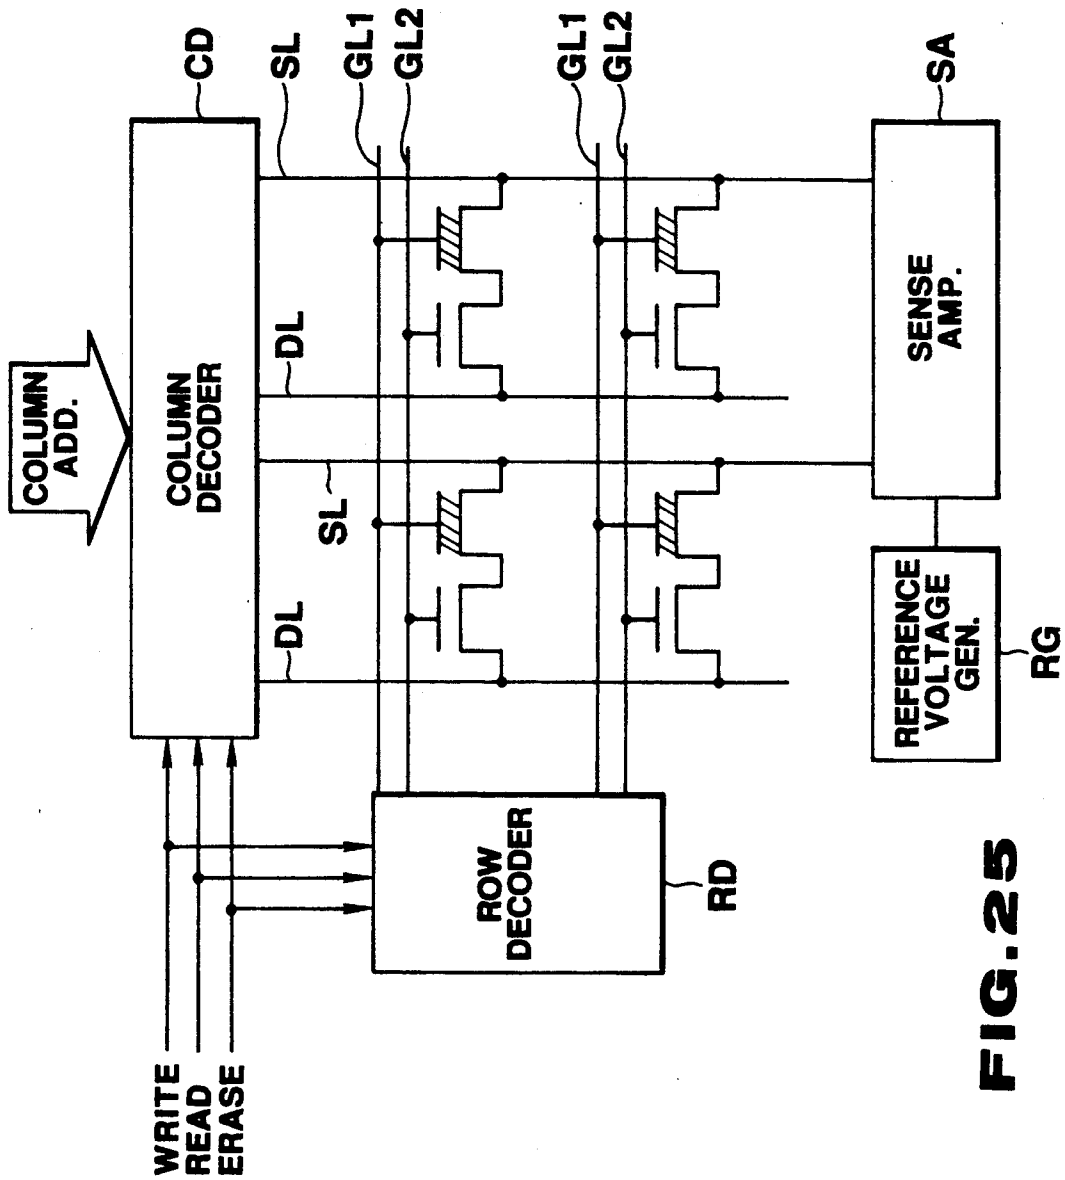 COLUMN
ADD.
COLUMN
DECODER
CD
SL
GL1
GL2
GL1
GL2
SA
DL
SL
DL
SENSE
AMP.
REFERENCE
VOLTAGE
GEN.
RG
WRITE
READ
ERASE
ROW
DECODER
RD
FIG.25